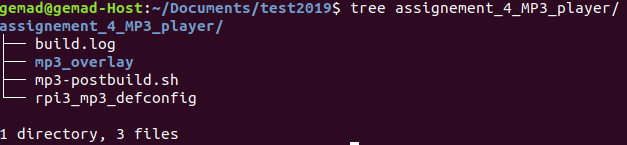 gemad@gemad-Host:~/Documents/test2019$ tree assignement_4_MP3_player/
assignement_4_MP3_player/
├── build.log
├── mp3_overlay
├── mp3-postbuild.sh
└── rpi3_mp3_defconfig
1 directory, 3 files